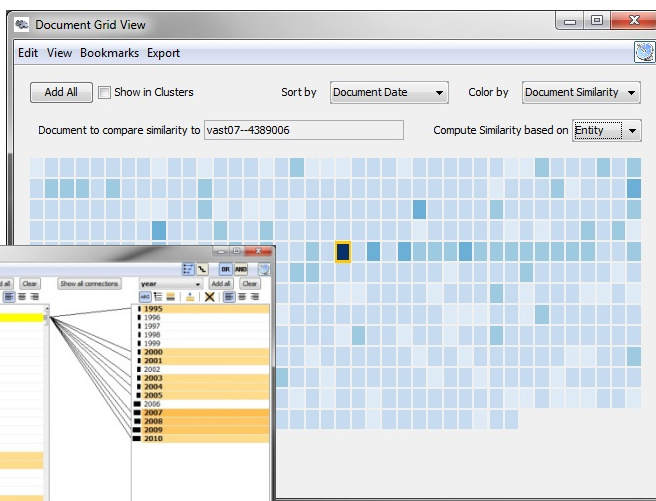 Document Grid View
Edit View Bookmarks Export
Add All Show in Clusters Sort by Document Date Color by Document Similarity
Document to compare similarity to vast07--4389006 Compute Similarity based on Entity
OR AND
Clear Show all connections year Add all Clear
1995
1996
1997
1998
1999
2000
2001
2002
2003
2004
2005
2006
2007
2008
2009
2010